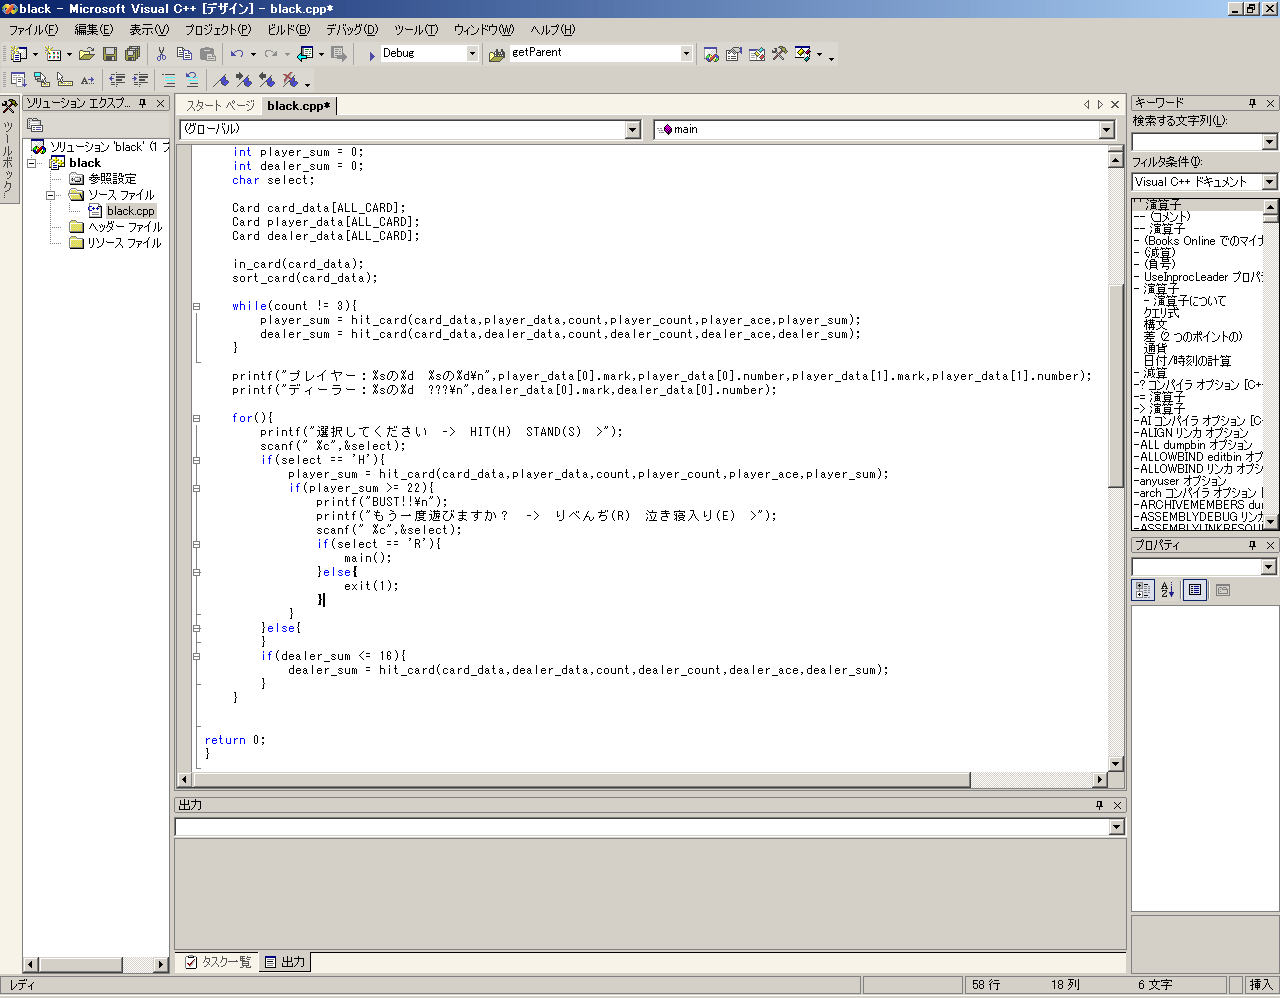 black - Microsoft Visual C++ [デザイン] - black.cpp*
ファイル(F) 編集(E) 表示(V) プロジェクト(P) ビルド(B) デバッグ(D) ツール(T) ウィンドウ(W) ヘルプ(H)
Debug getParent
ツールボックス
ソリューション エクスプ...
ソリューション 'black' (1 プ
black
参照設定
ソース ファイル
black.cpp
ヘッダー ファイル
リソース ファイル
スタート ページ black.cpp*
(グローバル) main
int player_sum = 0;
int dealer_sum = 0;
char select;
Card card_data[ALL_CARD];
Card player_data[ALL_CARD];
Card dealer_data[ALL_CARD];
in_card(card_data);
sort_card(card_data);
while(count != 3){
player_sum = hit_card(card_data,player_data,count,player_count,player_ace,player_sum);
dealer_sum = hit_card(card_data,dealer_data,count,dealer_count,dealer_ace,dealer_sum);
}
printf("プレイヤー：%sの%d　%sの%d¥n",player_data[0].mark,player_data[0].number,player_data[1].mark,player_data[1].number);
printf("ディーラー：%sの%d　???¥n",dealer_data[0].mark,dealer_data[0].number);
for(){
printf("選択してください　->　HIT(H)　STAND(S)　>");
scanf(" %c",&select);
if(select == 'H'){
player_sum = hit_card(card_data,player_data,count,player_count,player_ace,player_sum);
if(player_sum >= 22){
printf("BUST!!¥n");
printf("もう一度遊びますか？　->　りべんぢ(R)　泣き寝入り(E)　>");
scanf(" %c",&select);
if(select == 'R'){
main();
}else{
exit(1);
}
}
}else{
}
if(dealer_sum <= 16){
dealer_sum = hit_card(card_data,dealer_data,count,dealer_count,dealer_ace,dealer_sum);
}
}
return 0;
}
出力
タスク一覧 出力
キーワード
検索する文字列(L):
フィルタ条件(I):
Visual C++ ドキュメント
演算子
-- (コメント)
-- 演算子
- (Books Online でのマイナ
- (減算)
- (負号)
- UseInprocLeader プロパ
- 演算子
- 演算子について
クエリ式
構文
差 (2 つのポイントの)
通貨
日付/時刻の計算
- 減算
-? コンパイラ オプション [C+
-= 演算子
-> 演算子
-AI コンパイラ オプション [C
-ALIGN リンカ オプション
-ALL dumpbin オプション
-ALLOWBIND editbin オプ
-ALLOWBIND リンカ オプシ
-anyuser オプション
-arch コンパイラ オプション [
-ARCHIVEMEMBERS dur
-ASSEMBLYDEBUG リンカ
-ASSEMBLYLINKRESOU
プロパティ
レディ 58 行 18 列 6 文字 挿入